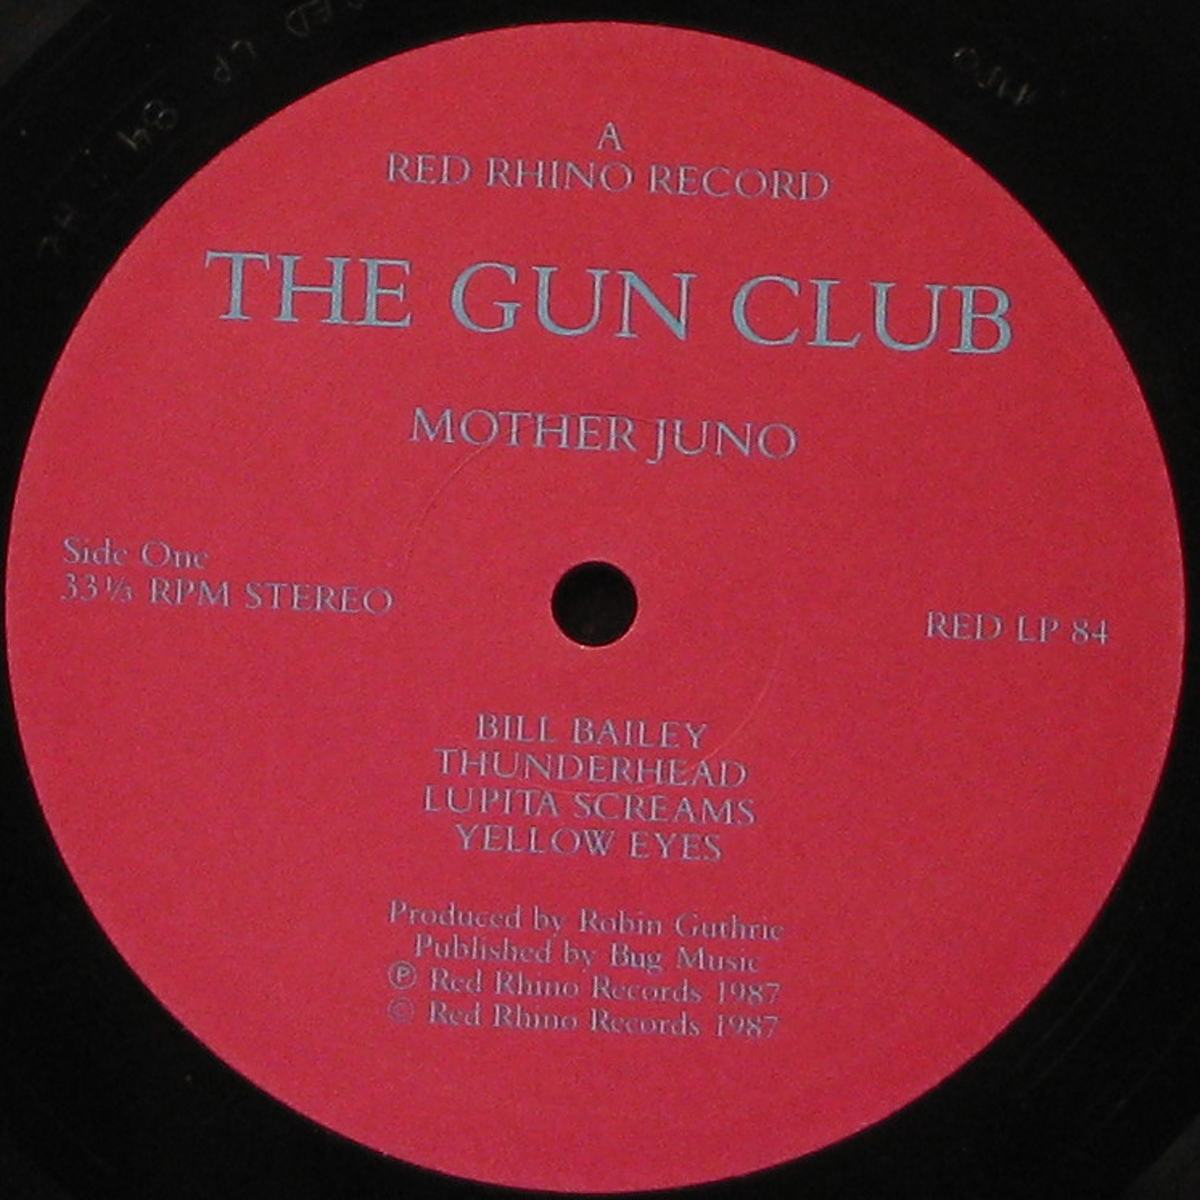 A
RED RHINO RECORD
THE GUN CLUB
MOTHER JUNO
Side One
33⅓ RPM STEREO
RED LP 84
BILL BAILEY
THUNDERHEAD
LUPITA SCREAMS
YELLOW EYES
Produced by Robin Guthrie
Published by Bug Music
℗ Red Rhino Records 1987
© Red Rhino Records 1987